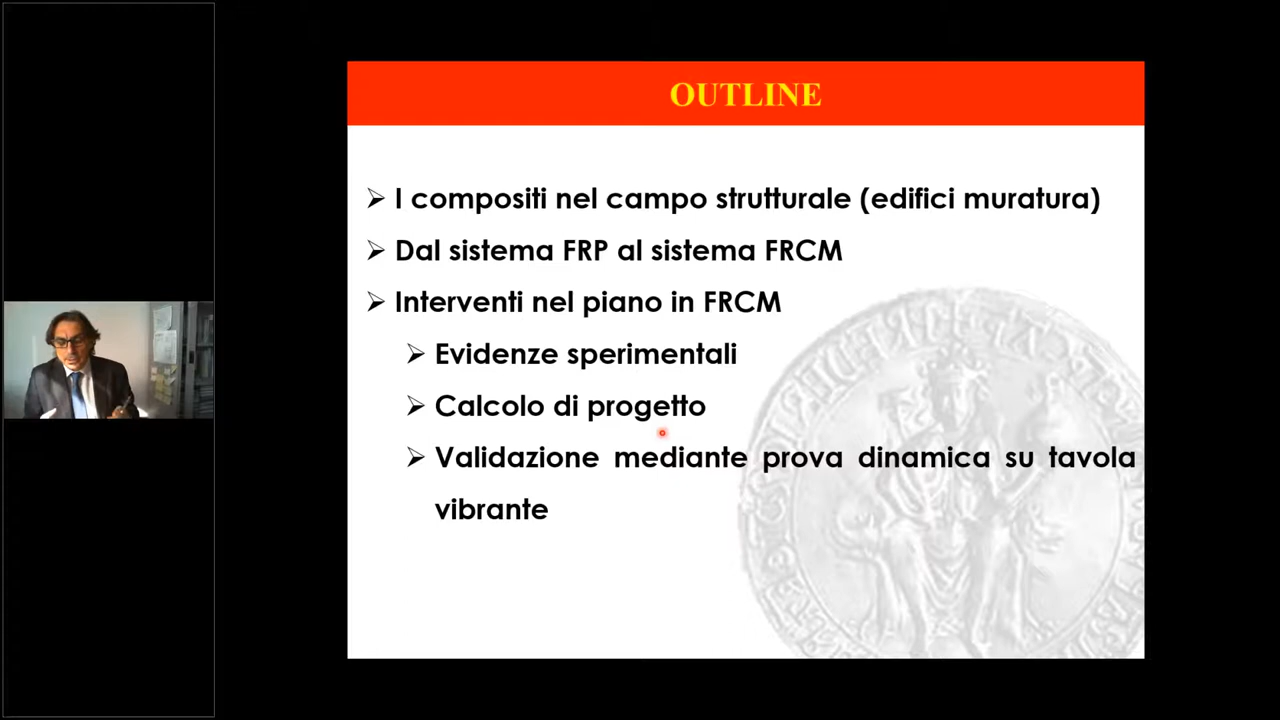 OUTLINE
I compositi nel campo strutturale (edifici muratura)
Dal sistema FRP al sistema FRCM
Interventi nel piano in FRCM
Evidenze sperimentali
Calcolo di progetto
Validazione mediante prova dinamica su tavola
vibrante